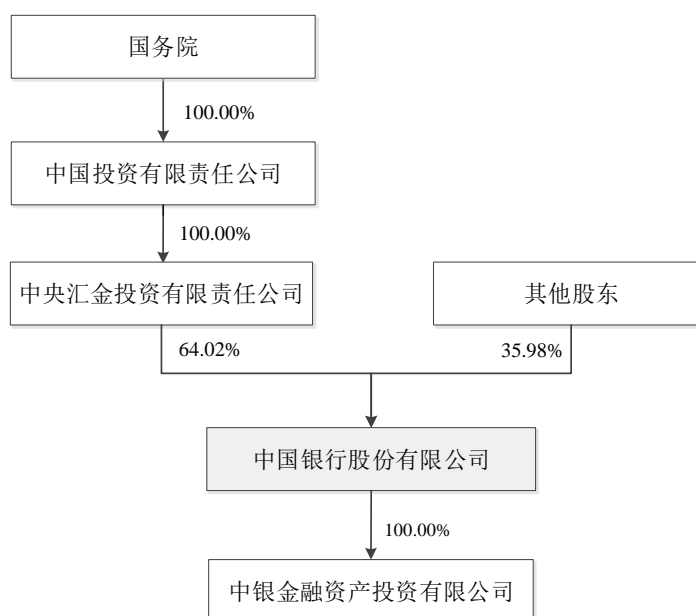 国务院
100.00%
中国投资有限责任公司
100.00%
中央汇金投资有限责任公司
其他股东
64.02%
35.98%
中国银行股份有限公司
100.00%
中银金融资产投资有限公司